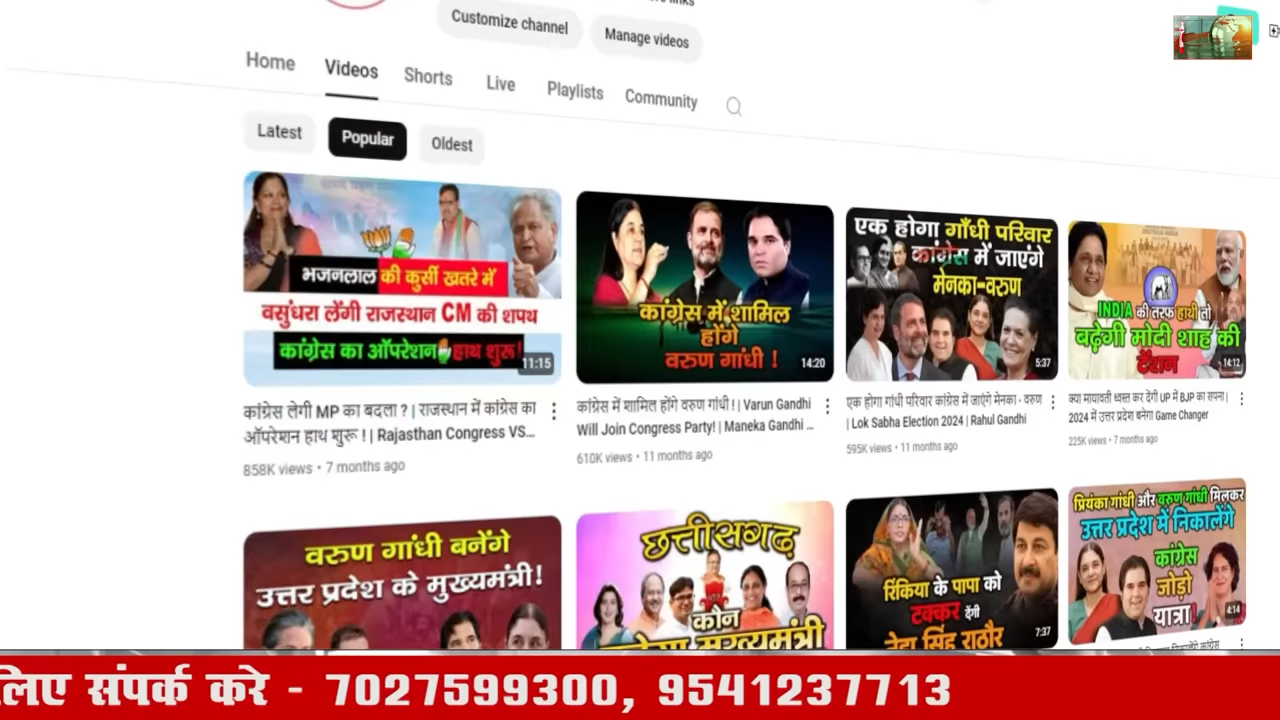 Customize channel
Manage videos
Home
Videos
Shorts
Live
Playlists
Community
Latest
Popular
Oldest
भजनलाल की कुर्सी खतरे में
वसुंधरा लेंगी राजस्थान CM की शपथ
कांग्रेस का ऑपरेशन हाथ शुरू!
11:15
कांग्रेस लेगी MP का बदला ? | राजस्थान में कांग्रेस का
ऑपरेशन हाथ शुरू ! | Rajasthan Congress VS...
858K views • 7 months ago
कांग्रेस में शामिल
होंगे
वरुण गांधी !
14:20
कांग्रेस में शामिल होंगे वरुण गांधी ! | Varun Gandhi
Will Join Congress Party! | Maneka Gandhi ...
610K views • 11 months ago
एक होगा गाँधी परिवार
कांग्रेस में जाएंगे
मेनका-वरुण
5:37
एक होगा गांधी परिवार कांग्रेस में जाएंगे मेनका - वरुण
| Lok Sabha Election 2024 | Rahul Gandhi
595K views • 11 months ago
INDIA की तरफ हाथी तो
बढ़ेगी मोदी शाह की
टेंशन
14:12
क्या मायावती ध्वस्त कर देंगी UP में BJP का सपना |
2024 में उत्तर प्रदेश बनेगा Game Changer
225K views • 7 months ago
वरुण गांधी बनेंगे
उत्तर प्रदेश के मुख्यमंत्री!
छत्तीसगढ़
कौन
मुख्यमंत्री
रिंकिया के पापा को
टक्कर देंगी
नेहा सिंह राठौर
7:37
प्रियंका गांधी और वरुण गांधी मिलकर
उत्तर प्रदेश में निकालेंगे
कांग्रेस
जोड़ो
यात्रा!
4:14
लिए संपर्क करे - 7027599300, 9541237713